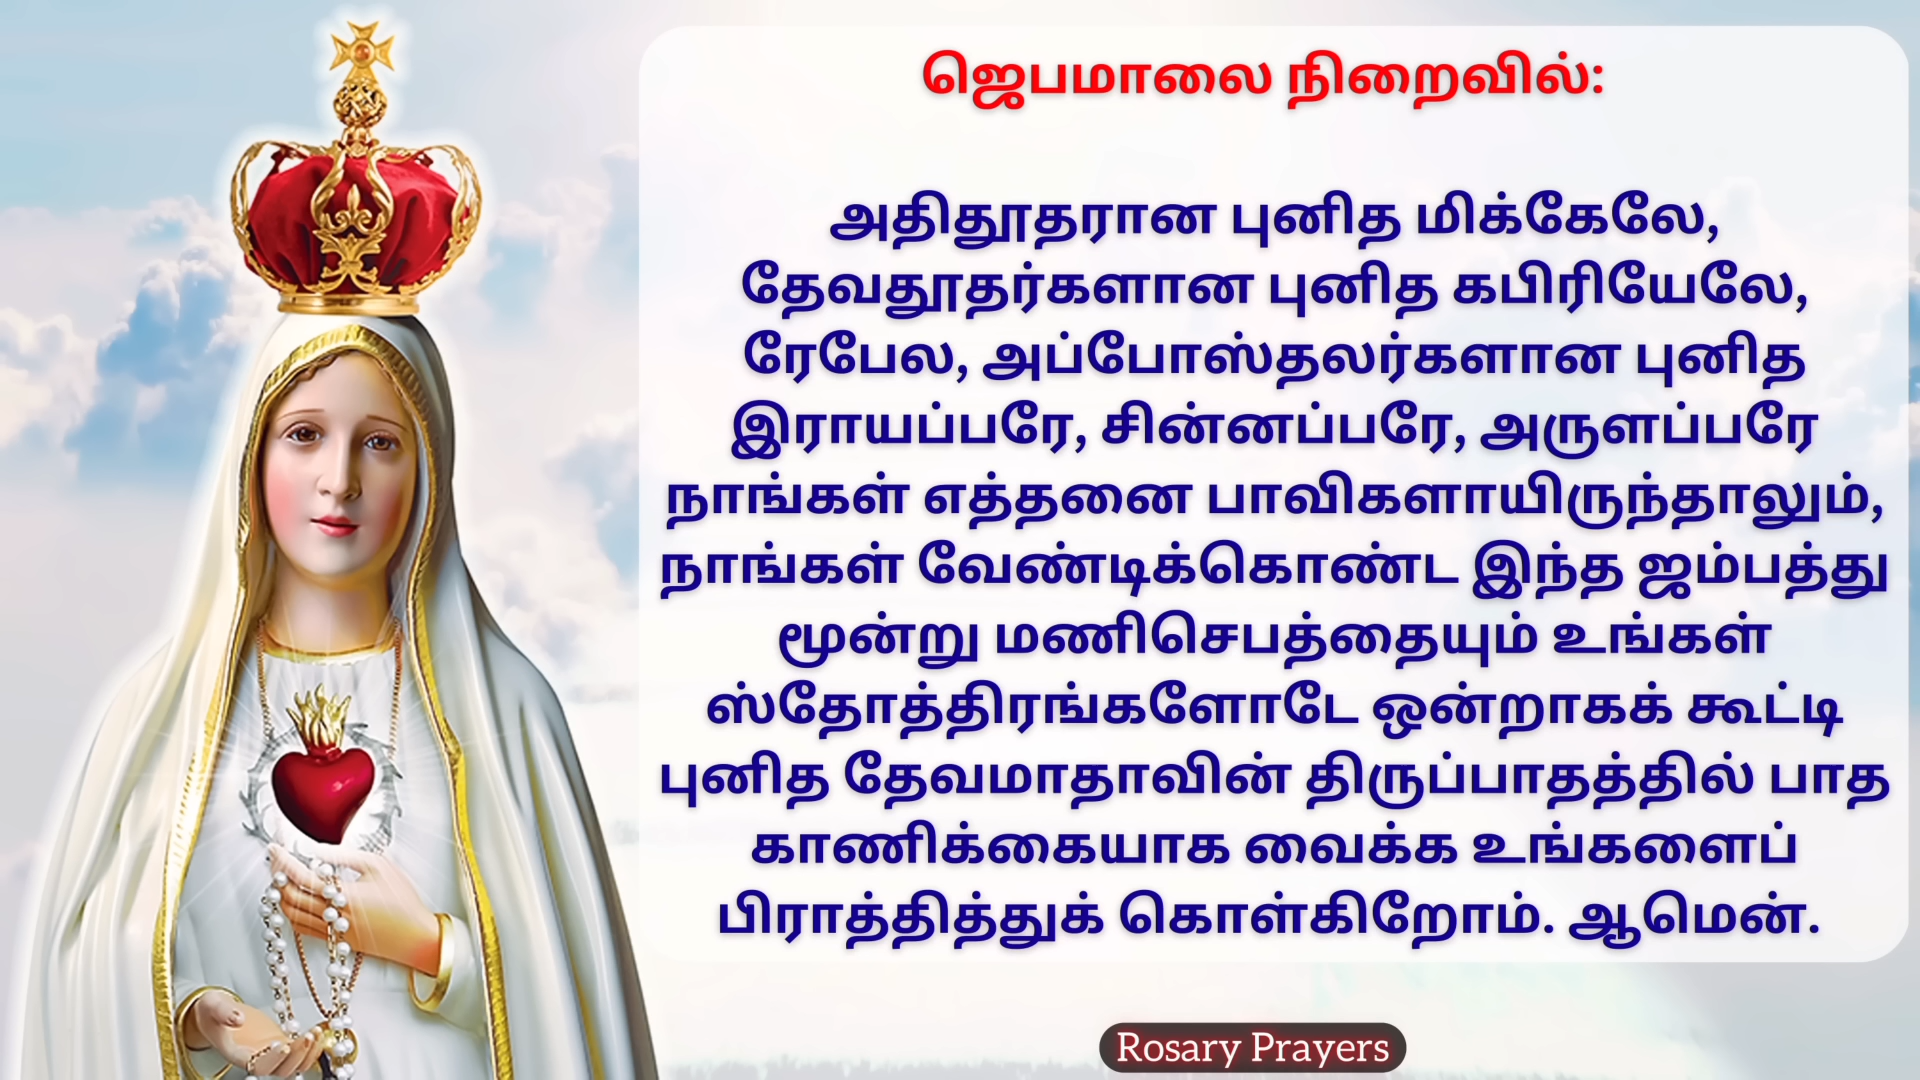 ஜெபமாலை நிறைவில்:
அதிதூதரான புனித மிக்கேலே,
தேவதூதர்களான புனித கபிரியேலே,
ரேபேல, அப்போஸ்தலர்களான புனித
இராயப்பரே, சின்னப்பரே, அருளப்பரே
நாங்கள் எத்தனை பாவிகளாயிருந்தாலும்,
நாங்கள் வேண்டிக்கொண்ட இந்த ஜம்பத்து
மூன்று மணிசெபத்தையும் உங்கள்
ஸ்தோத்திரங்களோடே ஒன்றாகக் கூட்டி
புனித தேவமாதாவின் திருப்பாதத்தில் பாத
காணிக்கையாக வைக்க உங்களைப்
பிராத்தித்துக் கொள்கிறோம். ஆமென்.
Rosary Prayers